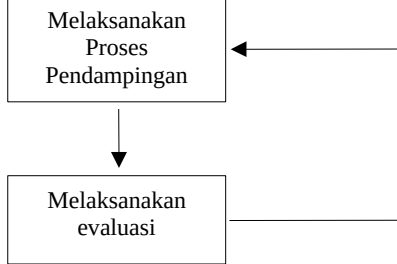 Melaksanakan
Proses
Pendampingan
Melaksanakan
evaluasi